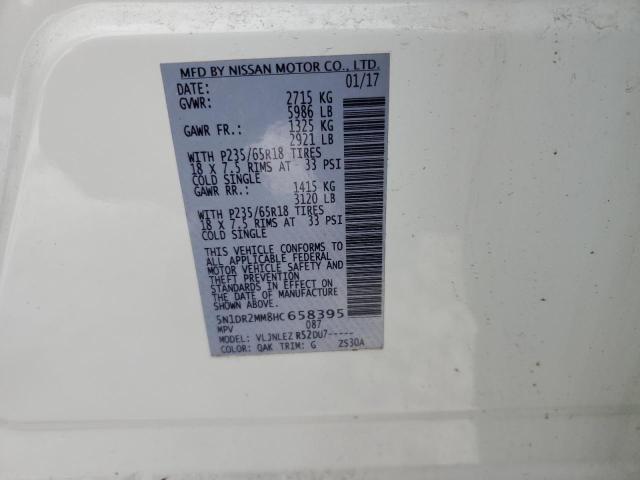 MFD BY NISSAN MOTOR CO., LTD.
DATE: 01/17
GVWR: 2715 KG
5986 LB
GAWR FR.: 1325 KG
2921 LB
WITH P235/65R18 TIRES
18 X 7.5 RIMS AT 33 PSI
COLD SINGLE
GAWR RR.: 1415 KG
3120 LB
WITH P235/65R18 TIRES
18 X 7.5 RIMS AT 33 PSI
COLD SINGLE
THIS VEHICLE CONFORMS TO
ALL APPLICABLE FEDERAL
MOTOR VEHICLE SAFETY AND
THEFT PREVENTION
STANDARDS IN EFFECT ON
THE DATE OF MANUFACTURE
SHOWN ABOVE.
5N1DR2MM8HC 658395
MPV 087
MODEL: VLJNLEZ R52DU7-----
COLOR: QAK TRIM: G ZS30A